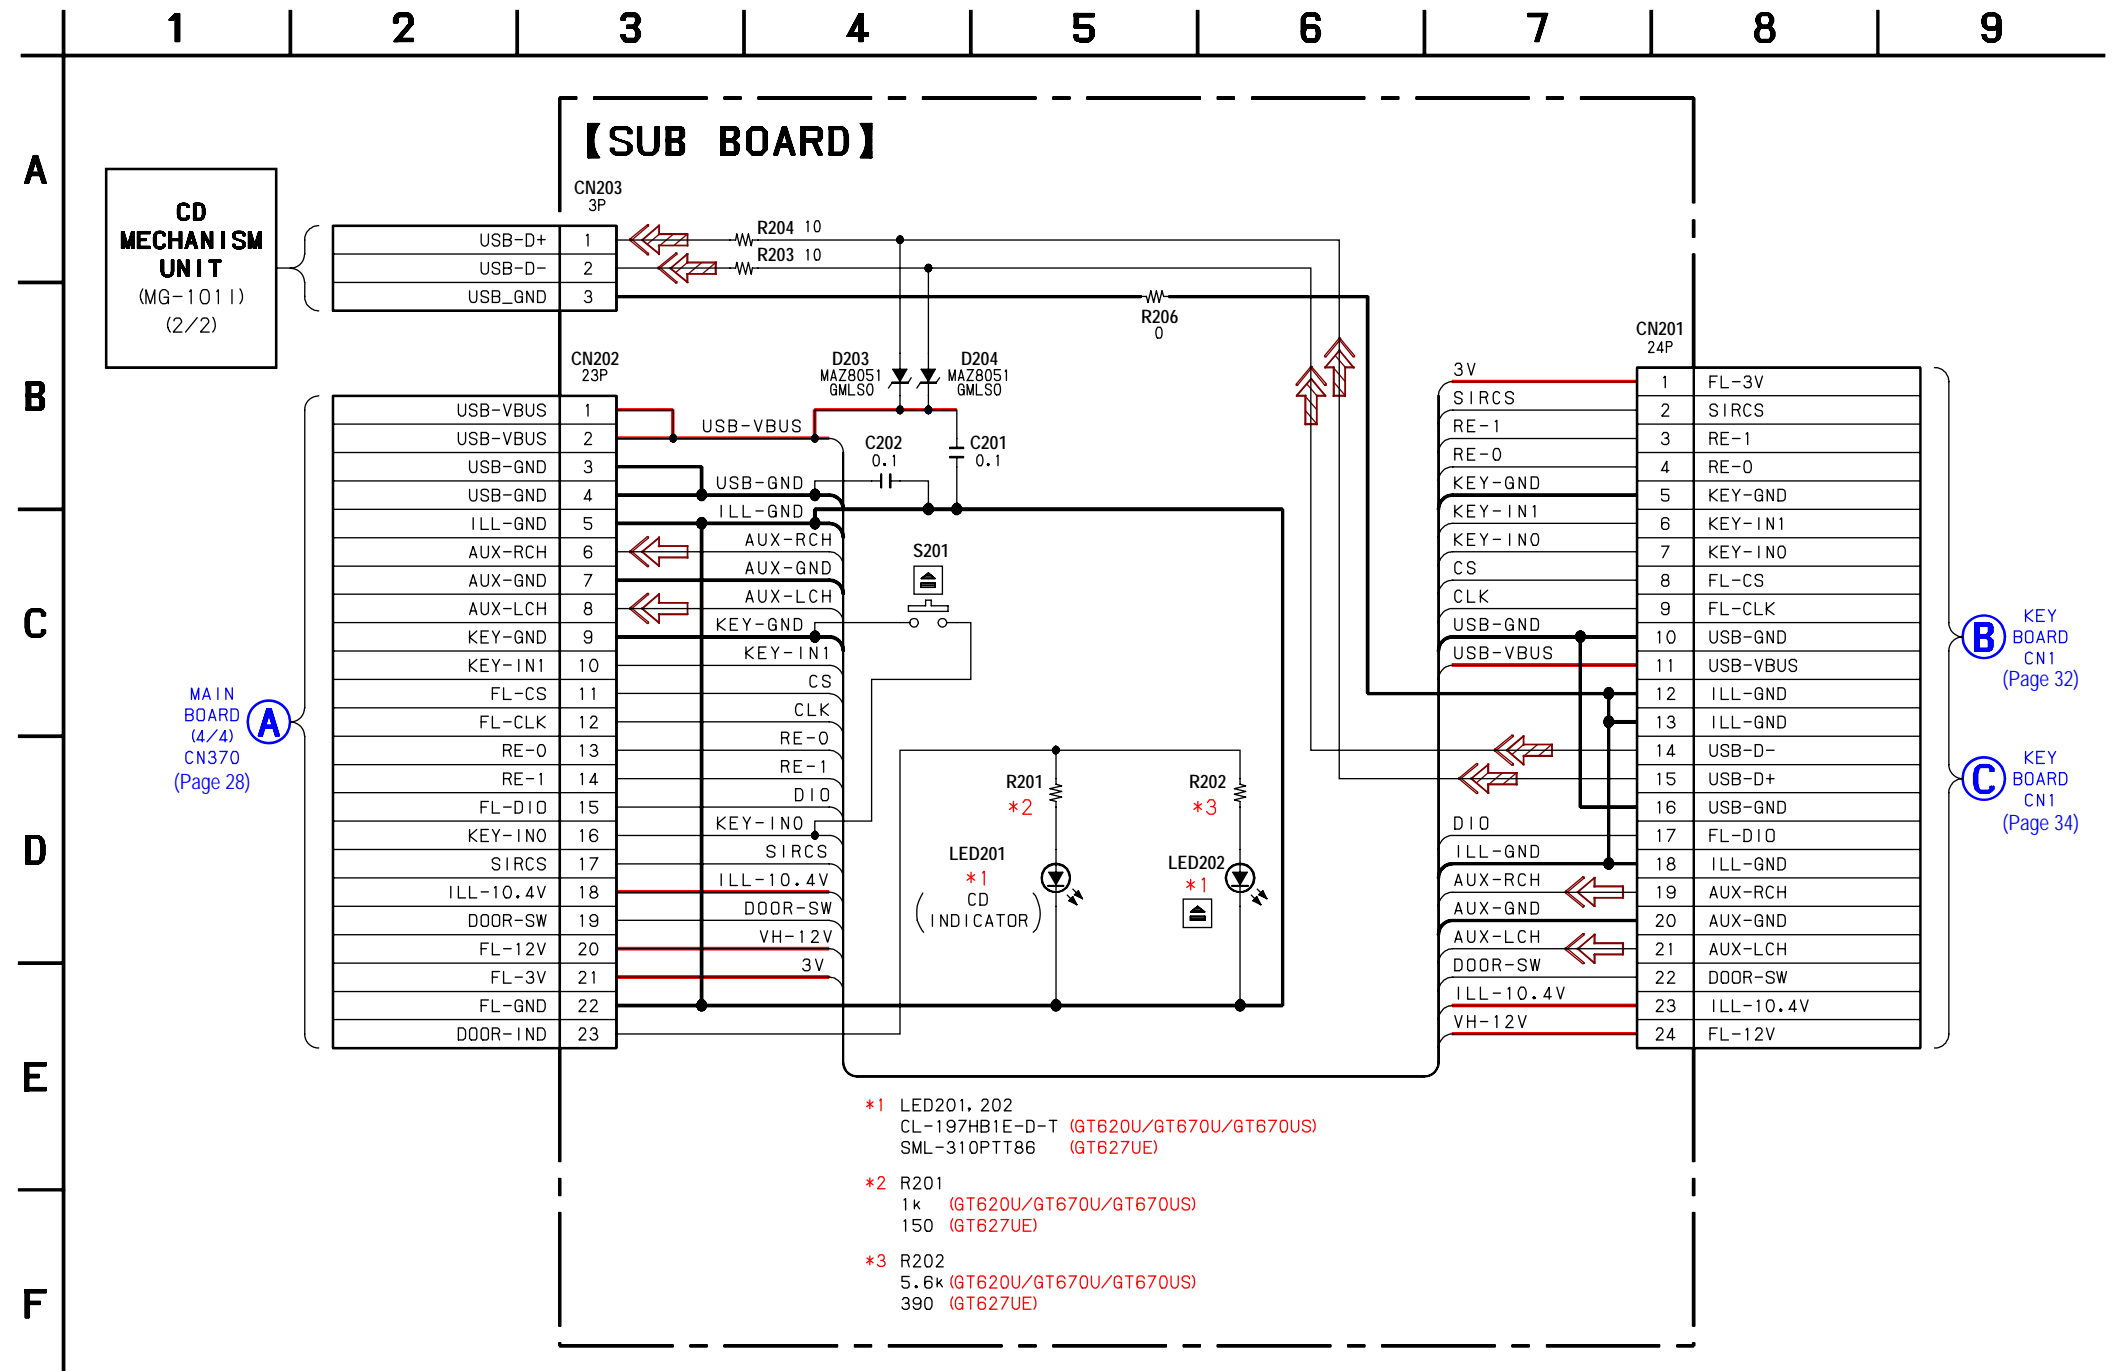 1 2 3 4 5 6 7 8 9
A
B
C
D
E
F
【SUB BOARD】
CD
MECHANISM
UNIT
(MG-101I)
(2/2)
CN203
3P
USB-D+ 1
USB-D- 2
USB_GND 3
R204 10
R203 10
R206
0
CN202
23P
USB-VBUS 1
USB-VBUS 2
USB-GND 3
USB-GND 4
ILL-GND 5
AUX-RCH 6
AUX-GND 7
AUX-LCH 8
KEY-GND 9
KEY-IN1 10
FL-CS 11
FL-CLK 12
RE-0 13
RE-1 14
FL-DIO 15
KEY-IN0 16
SIRCS 17
ILL-10.4V 18
DOOR-SW 19
FL-12V 20
FL-3V 21
FL-GND 22
DOOR-IND 23
MAIN
BOARD
(4/4)
CN370
(Page 28)
A
USB-VBUS
USB-GND
ILL-GND
AUX-RCH
AUX-GND
AUX-LCH
KEY-GND
KEY-IN1
CS
CLK
RE-0
RE-1
DIO
KEY-IN0
SIRCS
ILL-10.4V
DOOR-SW
VH-12V
3V
D203
MAZ8051
GMLS0
D204
MAZ8051
GMLS0
C202
0.1
C201
0.1
S201
R201
*2
R202
*3
LED201
*1
CD
INDICATOR
LED202
*1
3V
SIRCS
RE-1
RE-0
KEY-GND
KEY-IN1
KEY-IN0
CS
CLK
USB-GND
USB-VBUS
DIO
ILL-GND
AUX-RCH
AUX-GND
AUX-LCH
DOOR-SW
ILL-10.4V
VH-12V
CN201
24P
1 FL-3V
2 SIRCS
3 RE-1
4 RE-0
5 KEY-GND
6 KEY-IN1
7 KEY-IN0
8 FL-CS
9 FL-CLK
10 USB-GND
11 USB-VBUS
12 ILL-GND
13 ILL-GND
14 USB-D-
15 USB-D+
16 USB-GND
17 FL-DIO
18 ILL-GND
19 AUX-RCH
20 AUX-GND
21 AUX-LCH
22 DOOR-SW
23 ILL-10.4V
24 FL-12V
B
KEY
BOARD
CN1
(Page 32)
C
KEY
BOARD
CN1
(Page 34)
*1 LED201, 202
CL-197HB1E-D-T (GT620U/GT670U/GT670US)
SML-310PTT86 (GT627UE)
*2 R201
1k (GT620U/GT670U/GT670US)
150 (GT627UE)
*3 R202
5.6k (GT620U/GT670U/GT670US)
390 (GT627UE)